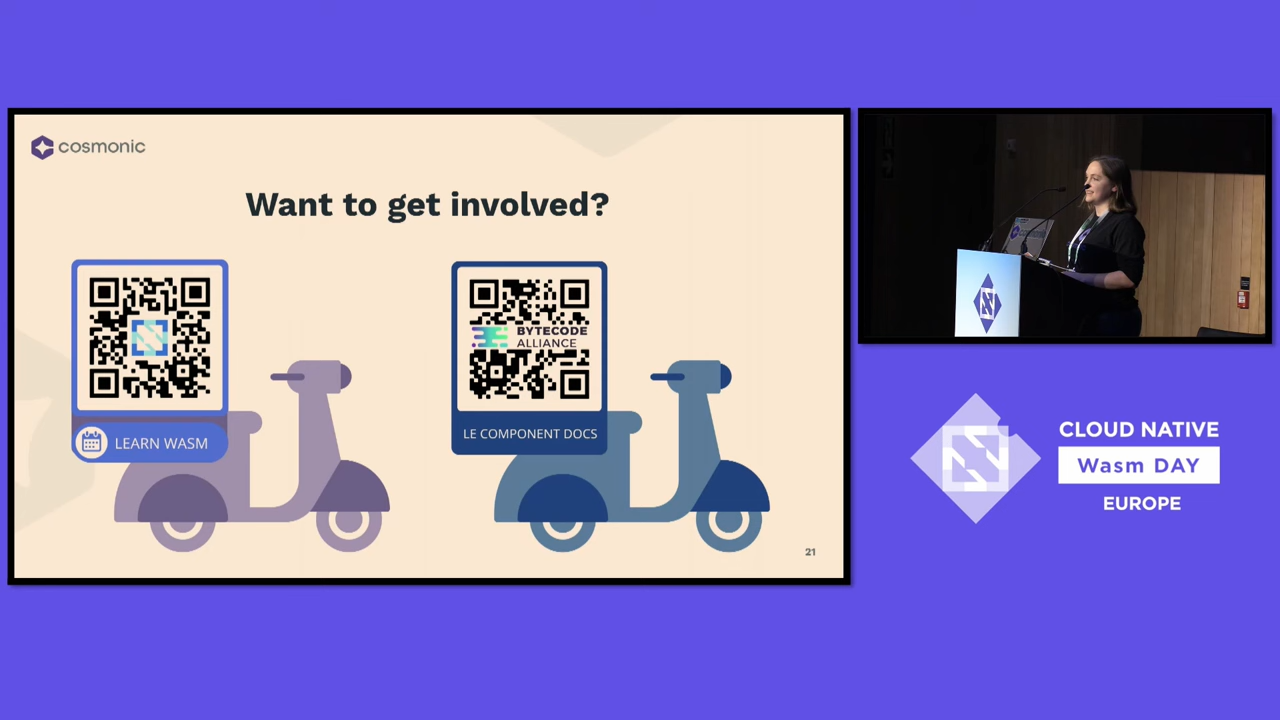 cosmonic
Want to get involved?
BYTECODE
ALLIANCE
LEARN WASM
LE COMPONENT DOCS
21
CLOUD NATIVE
Wasm DAY
EUROPE